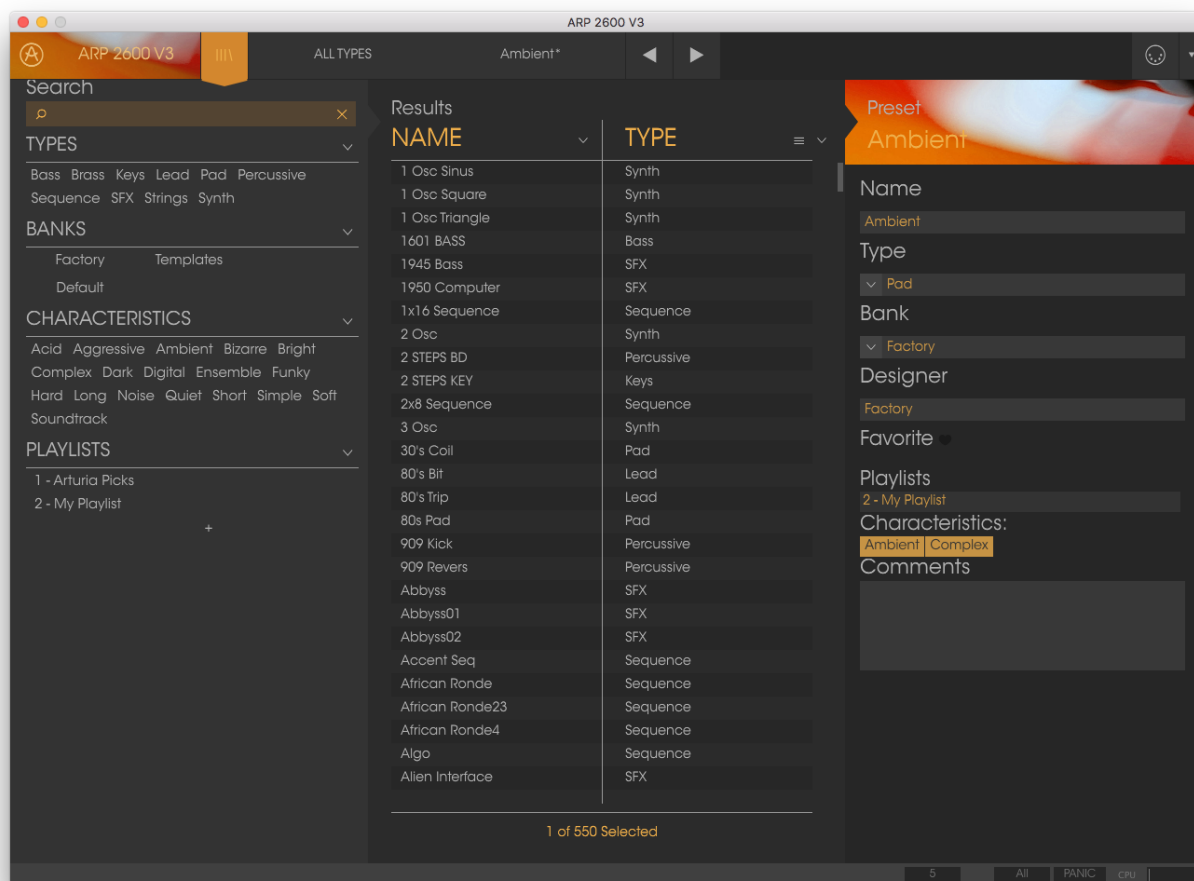 ARP 2600 V3
ARP 2600 V3
ALL TYPES
Ambient*
Search
TYPES
Bass Brass Keys Lead Pad Percussive
Sequence SFX Strings Synth
BANKS
Factory Templates
Default
CHARACTERISTICS
Acid Aggressive Ambient Bizarre Bright
Complex Dark Digital Ensemble Funky
Hard Long Noise Quiet Short Simple Soft
Soundtrack
PLAYLISTS
1 - Arturia Picks
2 - My Playlist
+
Results
NAME TYPE
1 Osc Sinus Synth
1 Osc Square Synth
1 Osc Triangle Synth
1601 BASS Bass
1945 Bass SFX
1950 Computer SFX
1x16 Sequence Sequence
2 Osc Synth
2 STEPS BD Percussive
2 STEPS KEY Keys
2x8 Sequence Sequence
3 Osc Synth
30's Coil Pad
80's Bit Lead
80's Trip Lead
80s Pad Pad
909 Kick Percussive
909 Revers Percussive
Abbyss SFX
Abbyss01 SFX
Abbyss02 SFX
Accent Seq Sequence
African Ronde Sequence
African Ronde23 Sequence
African Ronde4 Sequence
Algo Sequence
Alien Interface SFX
1 of 550 Selected
Preset
Ambient
Name
Ambient
Type
Pad
Bank
Factory
Designer
Factory
Favorite
Playlists
2 - My Playlist
Characteristics:
Ambient Complex
Comments
5 All PANIC CPU